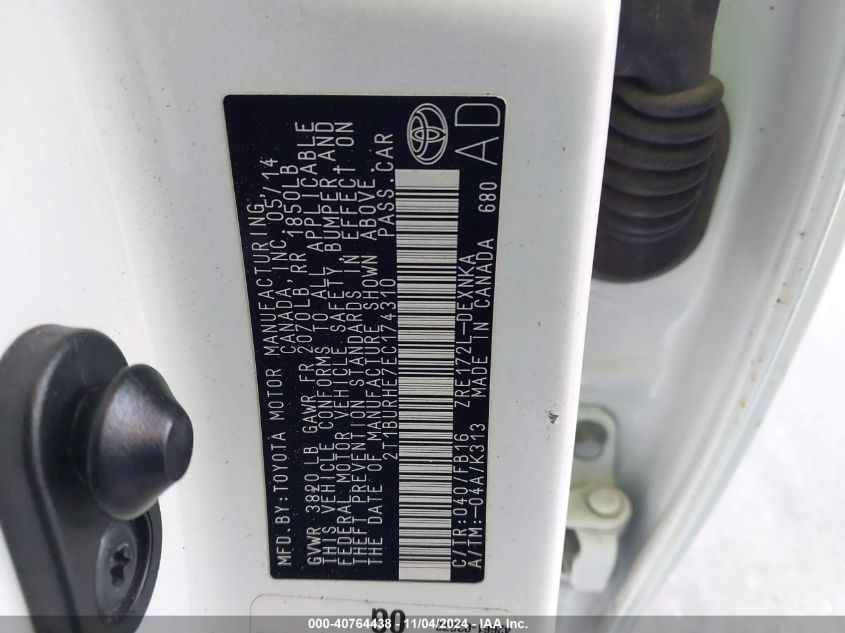 MFD. BY: TOYOTA MOTOR MANUFACTURING,
CANADA, INC. 05/14
GVWR 3820LB GAWR FR 2070LB, RR 1850LB
THIS VEHICLE CONFORMS TO ALL APPLICABLE
FEDERAL MOTOR VEHICLE SAFETY, BUMPER, AND
THEFT PREVENTION STANDARDS IN EFFECT ON
THE DATE OF MANUFACTURE SHOWN ABOVE.
2T1BURHE7EC174310 PASS. CAR
C/TR: 040/FB16 ZRE172L-DEXNKA
A/TM: -04A/K313 MADE IN CANADA 680
AD
000-40764438 - 11/04/2024 - IAA Inc.